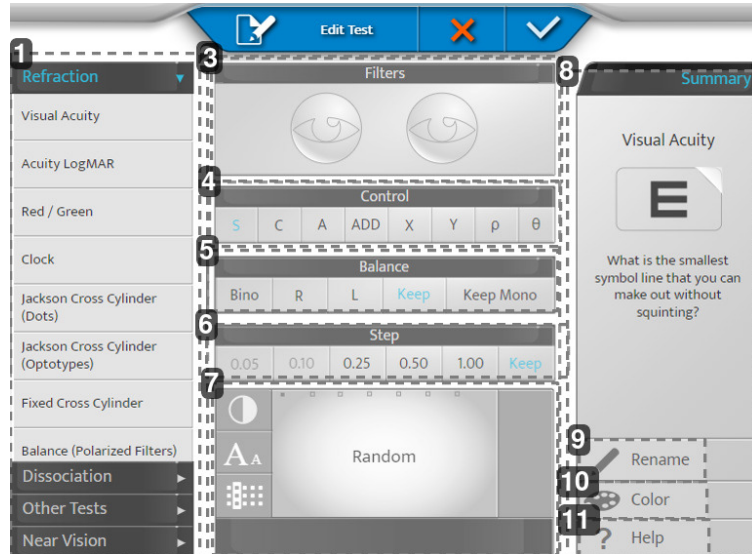 Edit Test
1
Refraction
Visual Acuity
Acuity LogMAR
Red / Green
Clock
Jackson Cross Cylinder
(Dots)
Jackson Cross Cylinder
(Optotypes)
Fixed Cross Cylinder
Balance (Polarized Filters)
Dissociation
Other Tests
Near Vision
3
Filters
4
Control
S C A ADD X Y ρ θ
5
Balance
Bino R L Keep Keep Mono
6
Step
0.05 0.10 0.25 0.50 1.00 Keep
7
AA
Random
8
Summary
Visual Acuity
E
What is the smallest
symbol line that you can
make out without
squinting?
9
Rename
10
Color
11
? Help